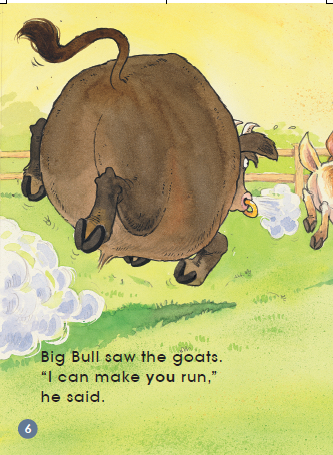 Big Bull saw the goats.
“I can make you run,”
he said.
6